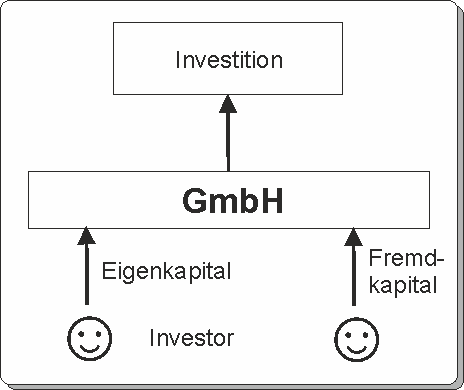 Investition
GmbH
Eigenkapital
Fremd-
kapital
Investor